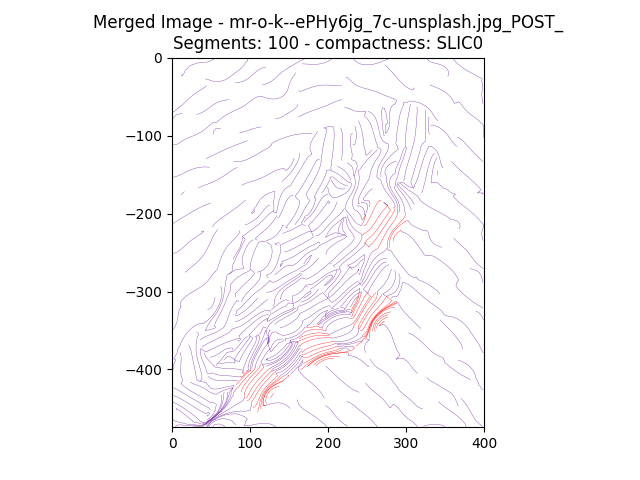 Merged Image - mr-o-k--ePHy6jg_7c-unsplash.jpg_POST_
Segments: 100 - compactness: SLIC0
0
−100
−200
−300
−400
0 100 200 300 400